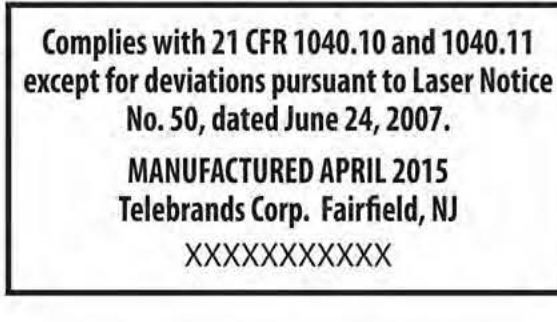 Complies with 21 CFR 1040.10 and 1040.11
except for deviations pursuant to Laser Notice
No. 50, dated June 24, 2007.
MANUFACTURED APRIL 2015
Telebrands Corp. Fairfield, NJ
XXXXXXXXXXX